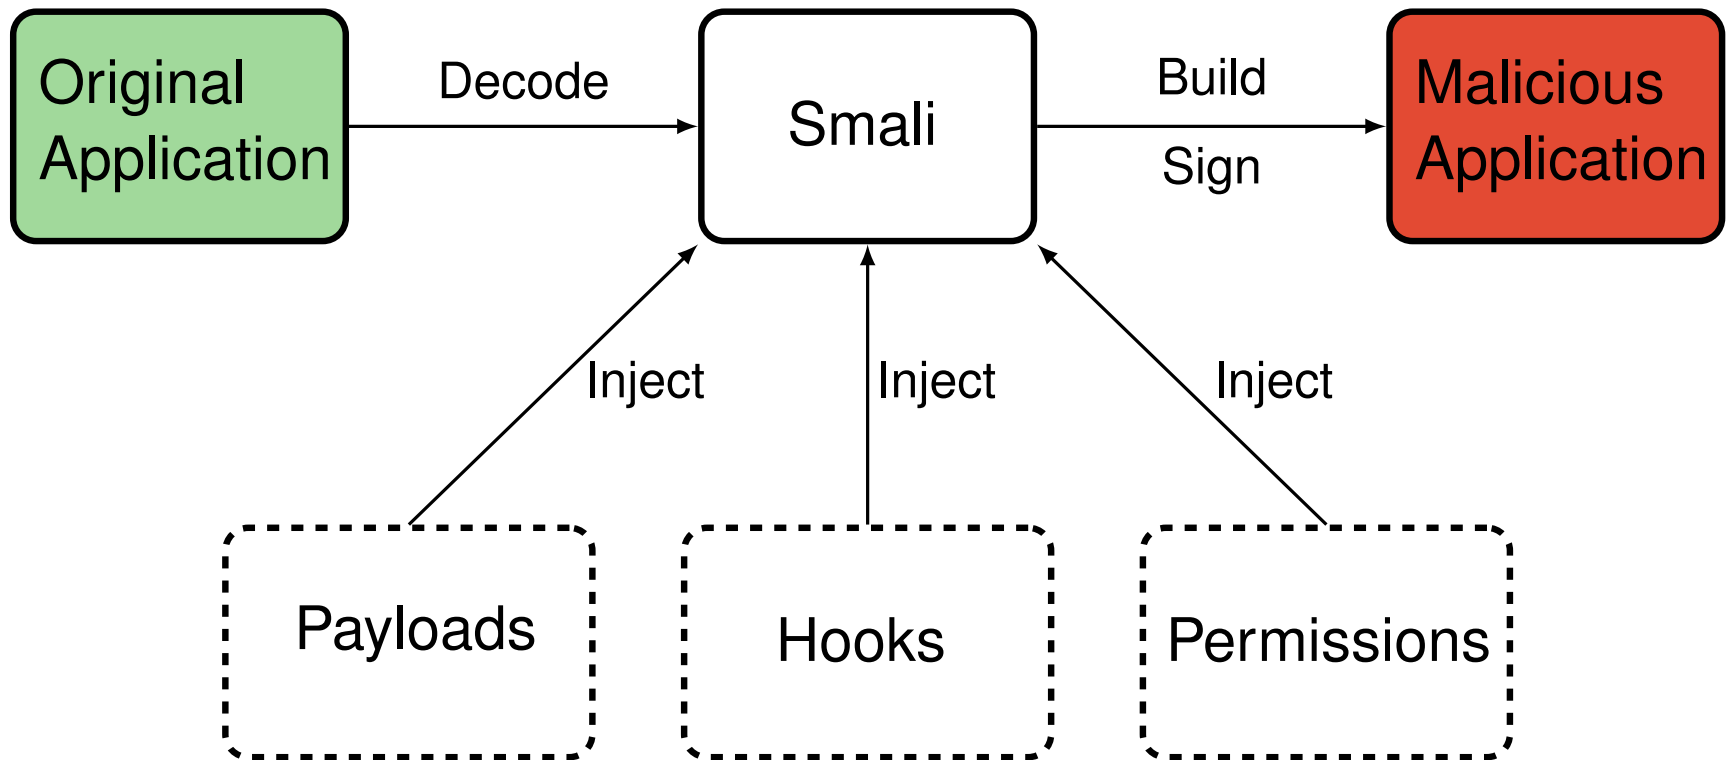 Original
Application
Decode
Smali
Build
Sign
Malicious
Application
Inject
Inject
Inject
Payloads
Hooks
Permissions